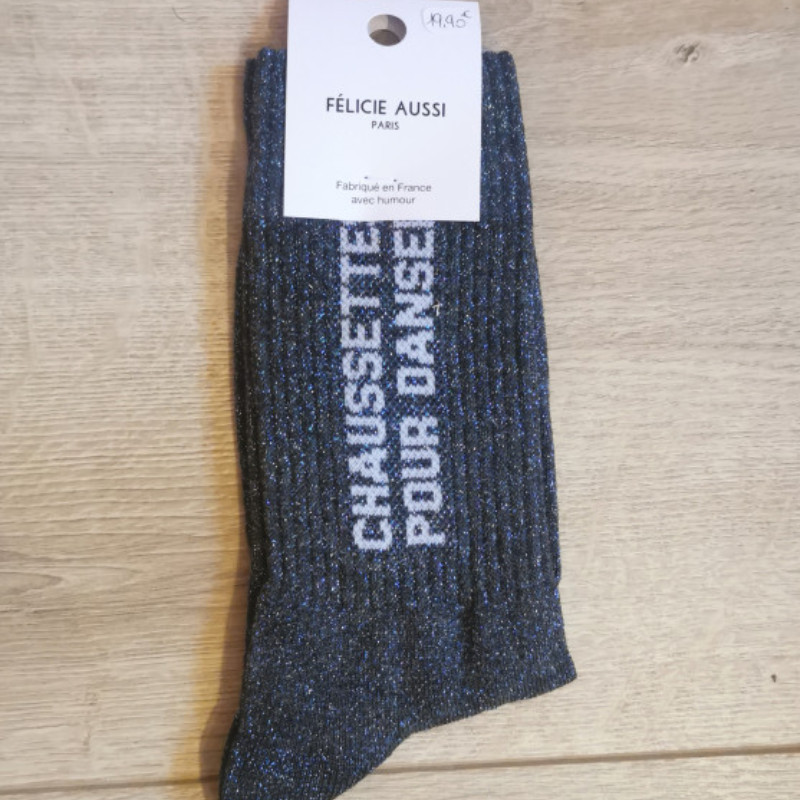 19.90€
FÉLICIE AUSSI
PARIS
Fabriqué en France
avec humour
CHAUSSETTE
POUR DANSE